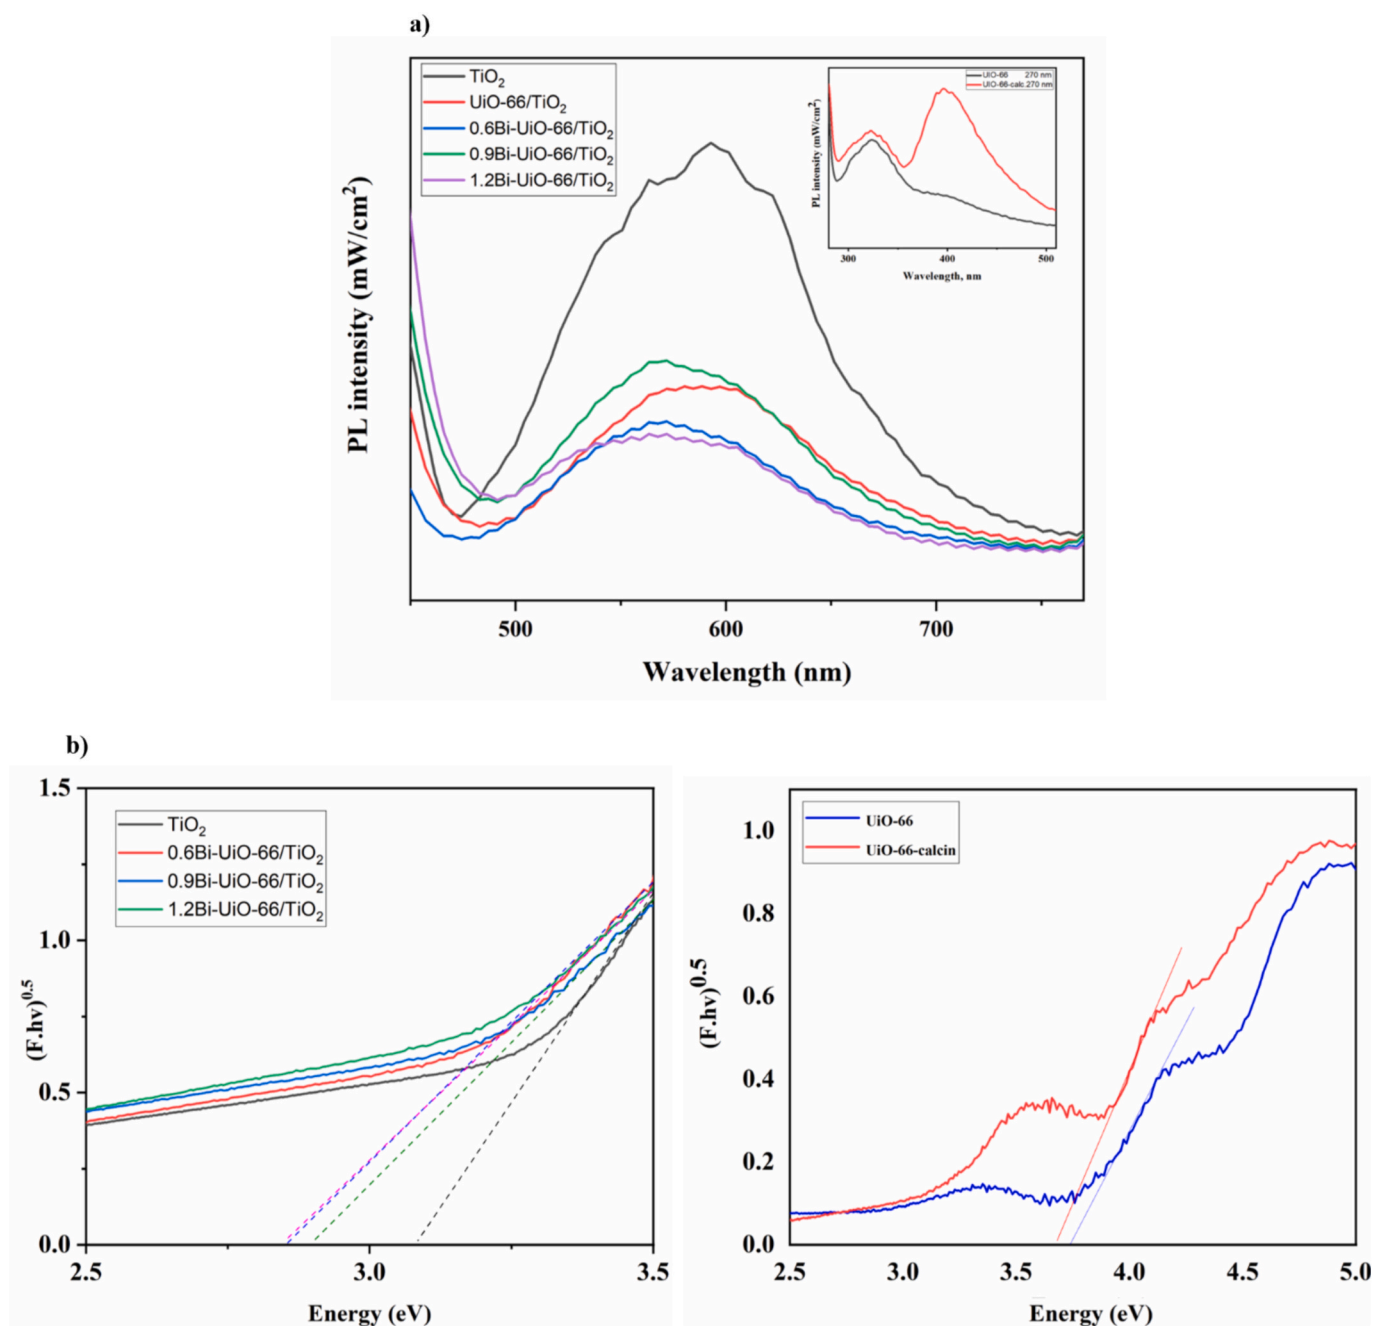 a)
TiO2
UiO-66/TiO2
0.6Bi-UiO-66/TiO2
0.9Bi-UiO-66/TiO2
1.2Bi-UiO-66/TiO2
UIO-66 270 nm
UIO-66-calc.270 nm
PL intensity (mW/cm2)
300 400 500
Wavelength, nm
PL intensity (mW/cm2)
500 600 700
Wavelength (nm)
b)
1.5
1.0
0.5
0.0
TiO2
0.6Bi-UiO-66/TiO2
0.9Bi-UiO-66/TiO2
1.2Bi-UiO-66/TiO2
(F.hv)0.5
2.5 3.0 3.5
Energy (eV)
UiO-66
UiO-66-calcin
1.0
0.8
0.6
0.4
0.2
0.0
(F.hv)0.5
2.5 3.0 3.5 4.0 4.5 5.0
Energy (eV)